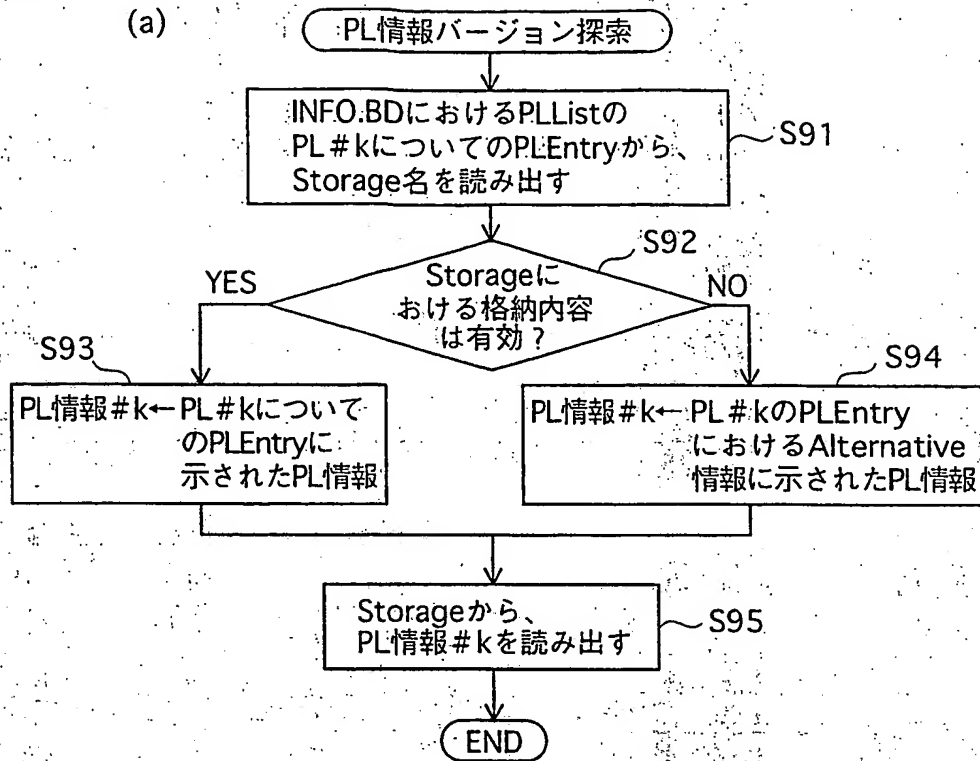 (a)
PL情報バージョン探索
INFO.BDにおけるPLListの
PL#kについてのPLEntryから、
Storage名を読み出す
S91
S92
Storageに
おける格納内容
は有効?
YES
NO
S93
S94
PL情報#k←PL#kについて
のPLEntryに
示されたPL情報
PL情報#k←PL#kのPLEntry
におけるAlternative
情報に示されたPL情報
Storageから、
PL情報#kを読み出す
S95
END